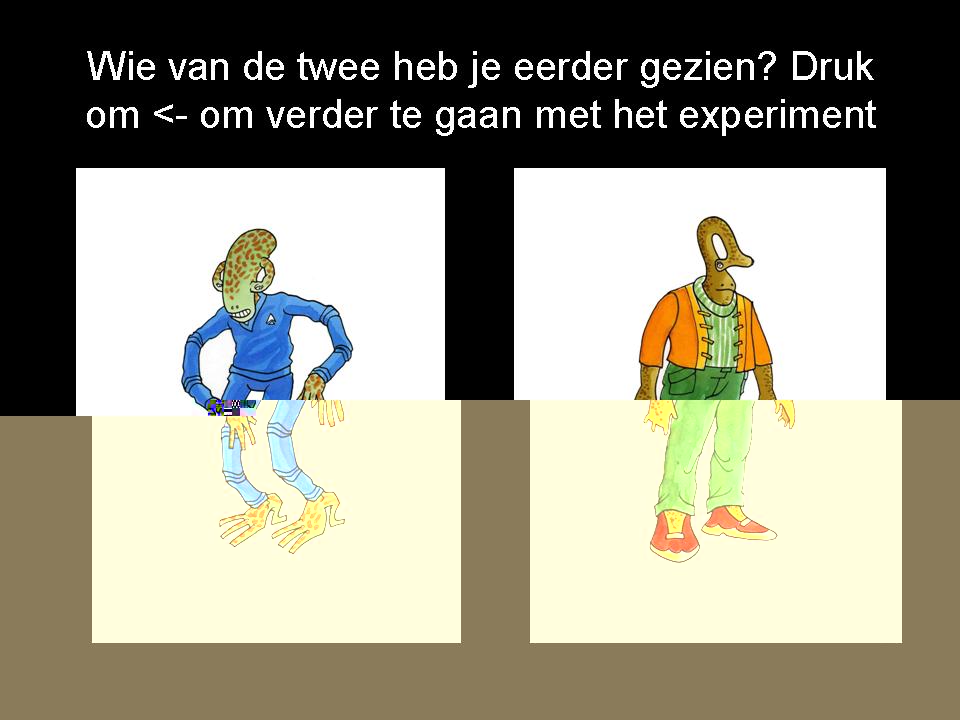 Wie van de twee heb je eerder gezien? Druk
om <- om verder te gaan met het experiment